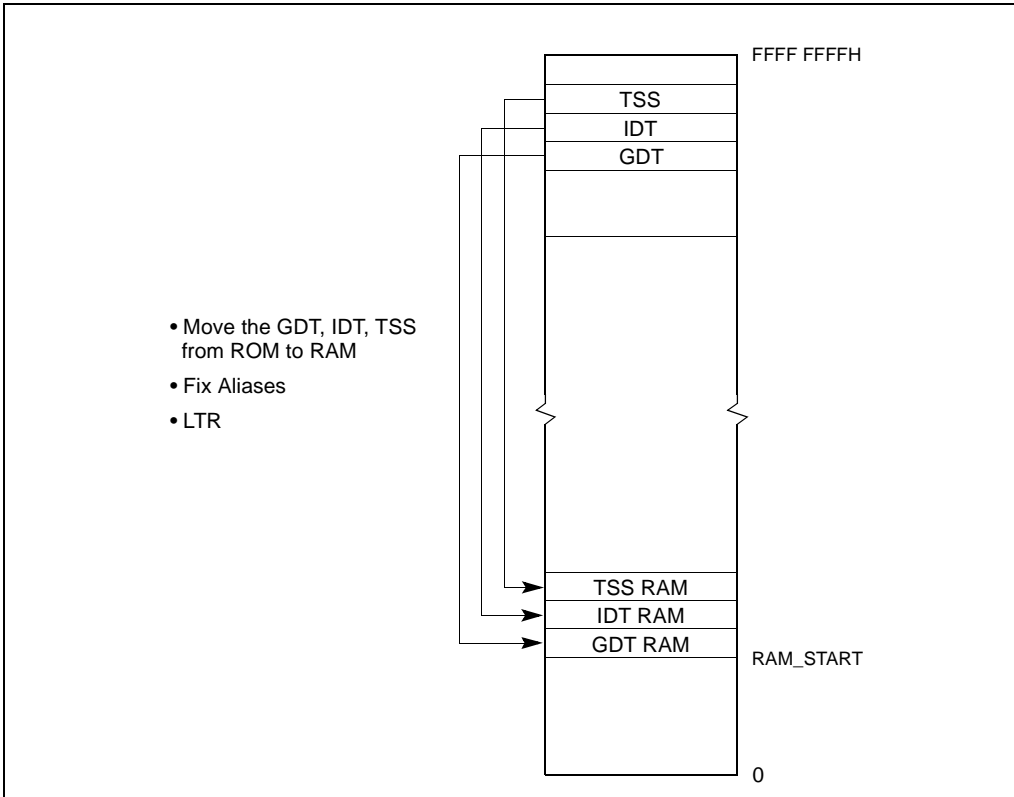 FFFF FFFFH
TSS
IDT
GDT
• Move the GDT, IDT, TSS
from ROM to RAM
• Fix Aliases
• LTR
TSS RAM
IDT RAM
GDT RAM
RAM_START
0